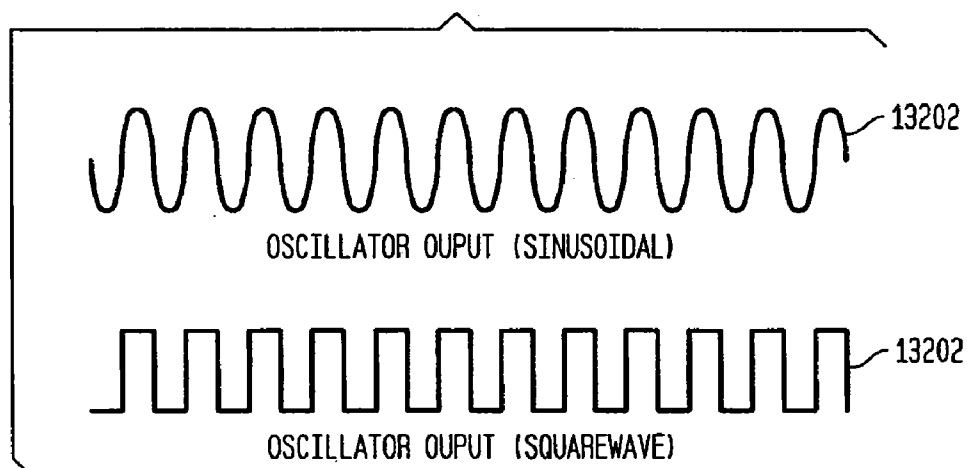 13202
OSCILLATOR OUPUT (SINUSOIDAL)
13202
OSCILLATOR OUPUT (SQUAREWAVE)